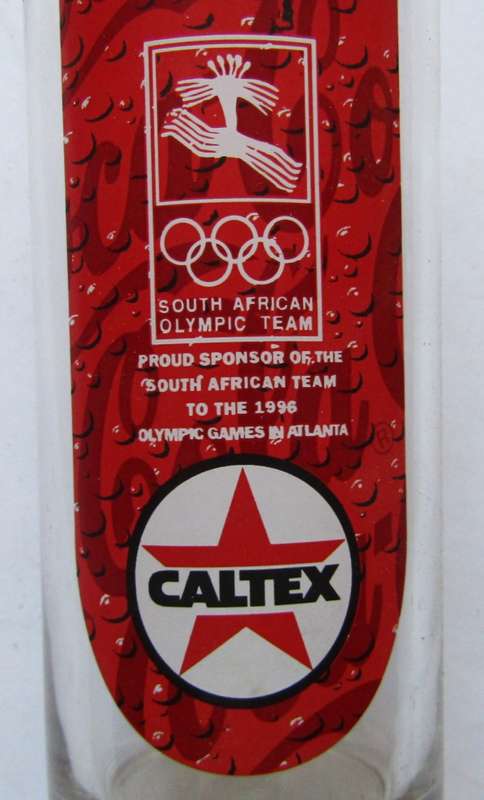 SOUTH AFRICAN
OLYMPIC TEAM
PROUD SPONSOR OF THE
SOUTH AFRICAN TEAM
TO THE 1996
OLYMPIC GAMES IN ATLANTA
®
CALTEX